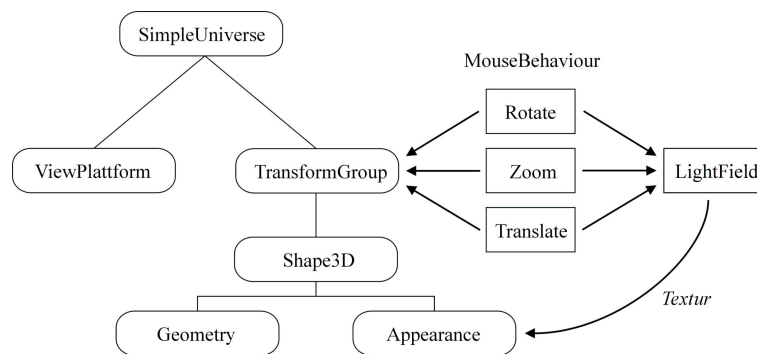 SimpleUniverse
MouseBehaviour
Rotate
ViewPlattform
TransformGroup
Zoom
LightField
Translate
Shape3D
Textur
Geometry
Appearance